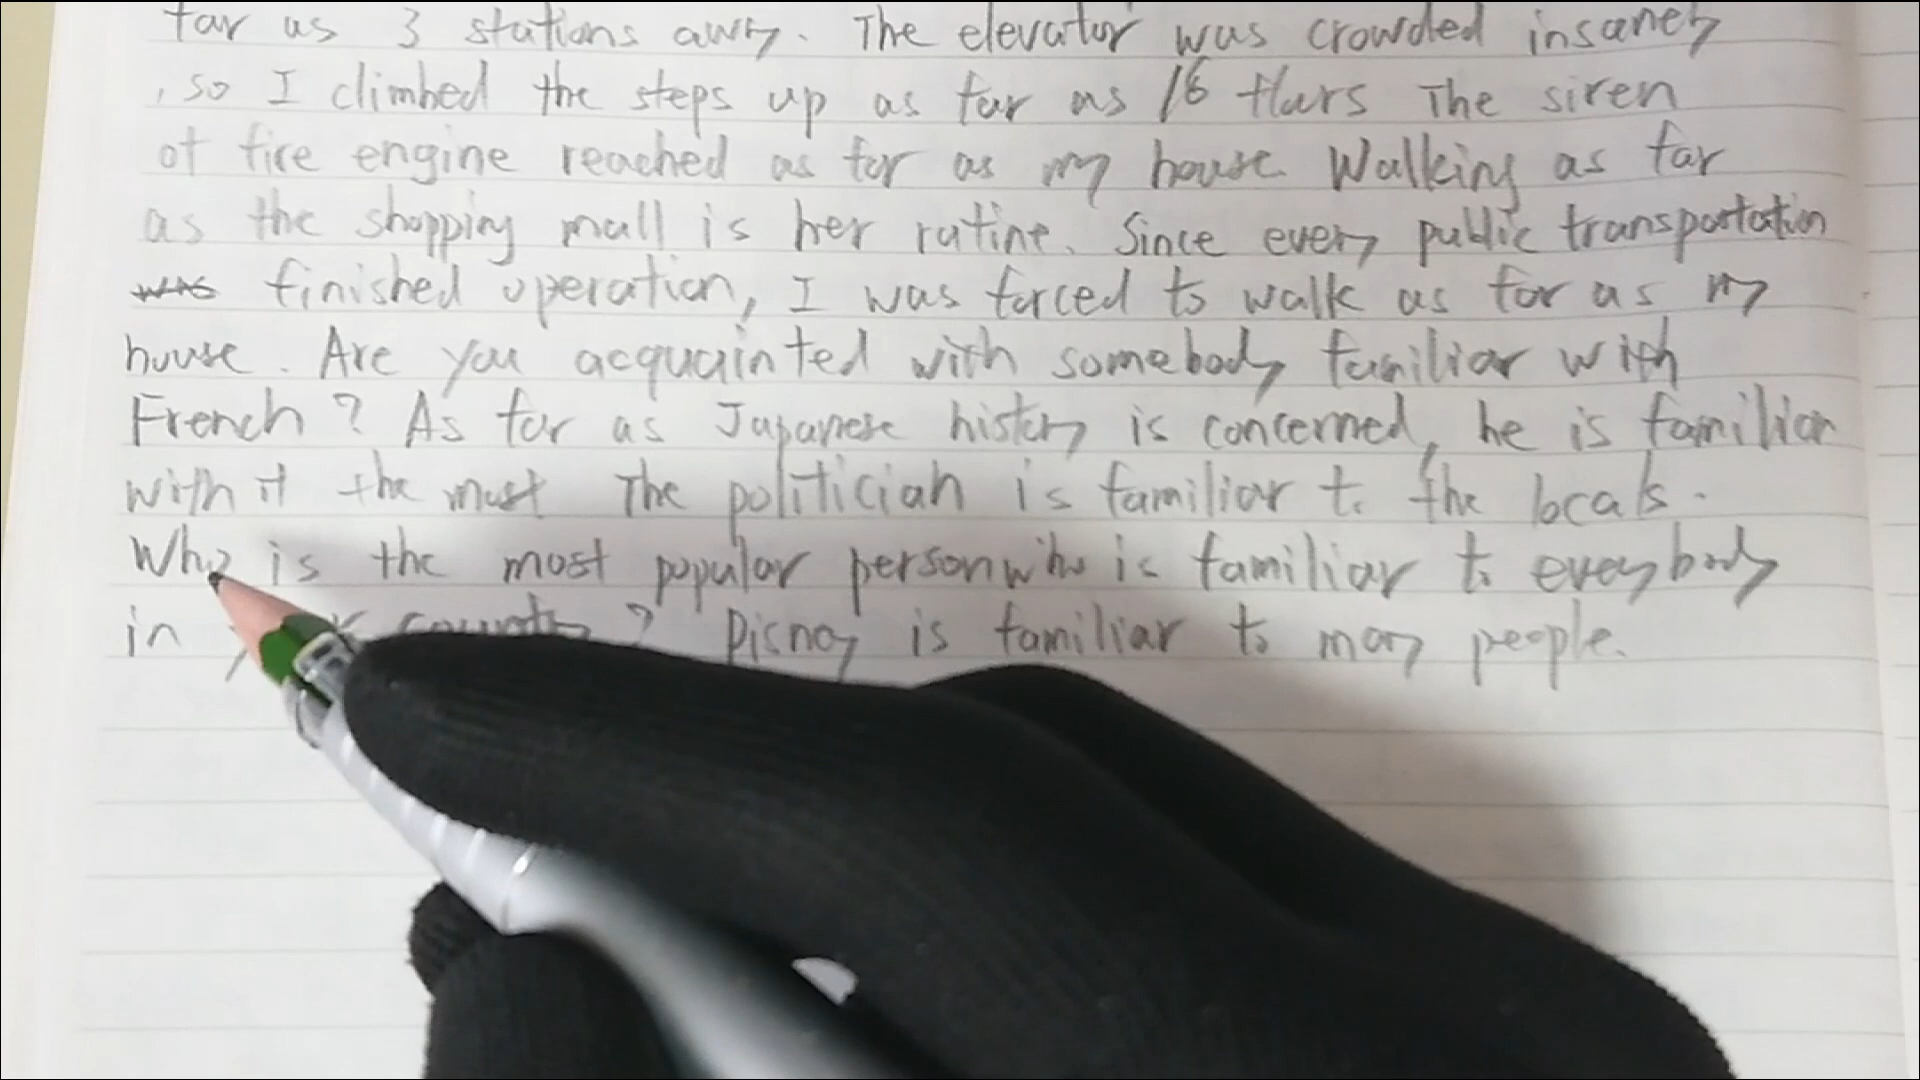 far as 3 stations away. The elevator was crowded insanely
, so I climbed the steps up as far as 16 flurs The siren
of fire engine reached as far as my house. Walking as far
as the shopping mall is her rutine. Since every public transportation
was finished operation, I was forced to walk as far as my
house. Are you acquainted with somebody familiar with
French? As far as Japanese history is concerned, he is familiar
with it the most The politician is familiar to the locals.
Who is the most popular person who is familiar to everybody
in country? Disney is familiar to many people.